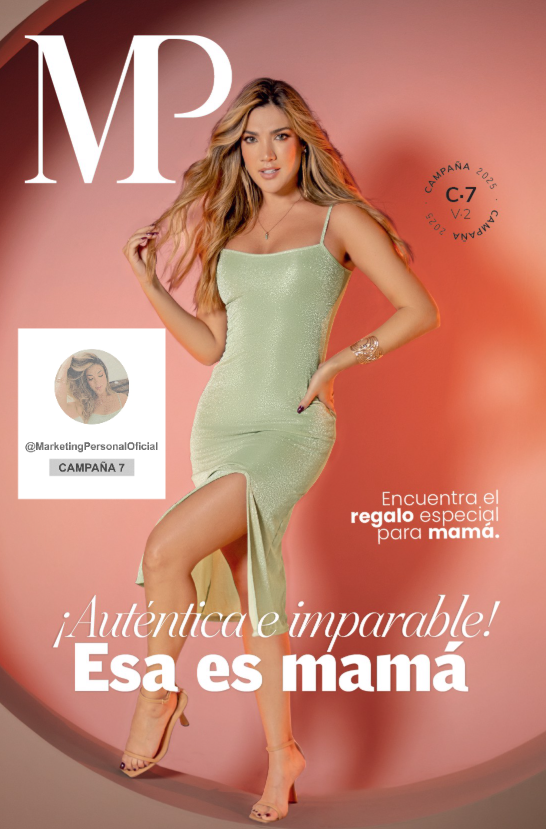 MP
CAMPAÑA 2025 · CAMPAÑA 2025 ·
C·7
V·2
@MarketingPersonalOficial
CAMPAÑA 7
Encuentra el
regalo especial
para mamá.
¡Auténtica e imparable!
Esa es mamá